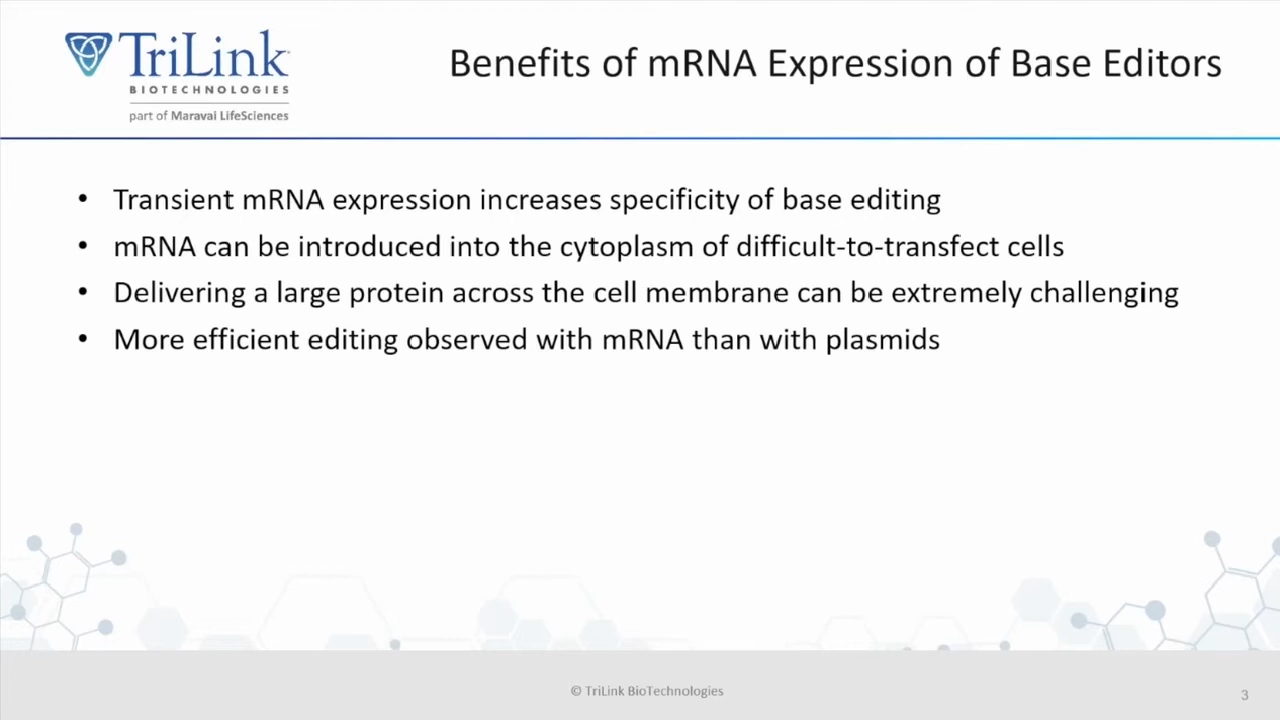 TriLink
BIOTECHNOLOGIES
part of Maravai LifeSciences
Benefits of mRNA Expression of Base Editors
• Transient mRNA expression increases specificity of base editing
• mRNA can be introduced into the cytoplasm of difficult-to-transfect cells
• Delivering a large protein across the cell membrane can be extremely challenging
• More efficient editing observed with mRNA than with plasmids
© TriLink BioTechnologies
3